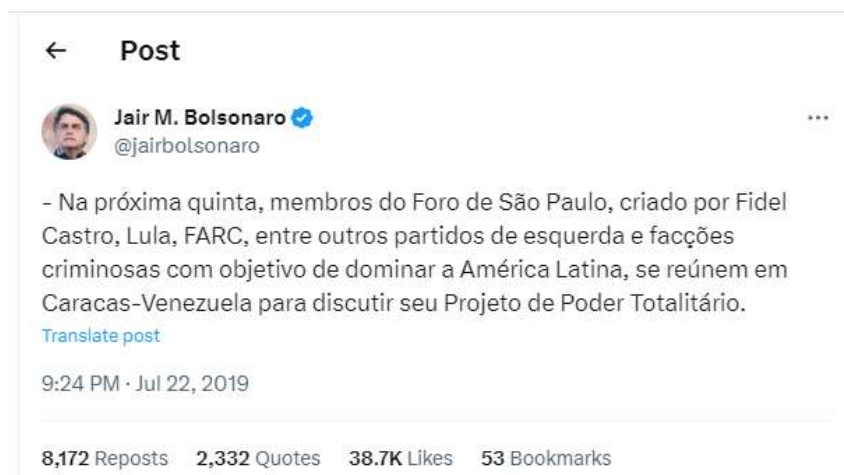 ← Post
Jair M. Bolsonaro
@jairbolsonaro
- Na próxima quinta, membros do Foro de São Paulo, criado por Fidel
Castro, Lula, FARC, entre outros partidos de esquerda e facções
criminosas com objetivo de dominar a América Latina, se reúnem em
Caracas-Venezuela para discutir seu Projeto de Poder Totalitário.
Translate post
9:24 PM · Jul 22, 2019
8,172 Reposts 2,332 Quotes 38.7K Likes 53 Bookmarks